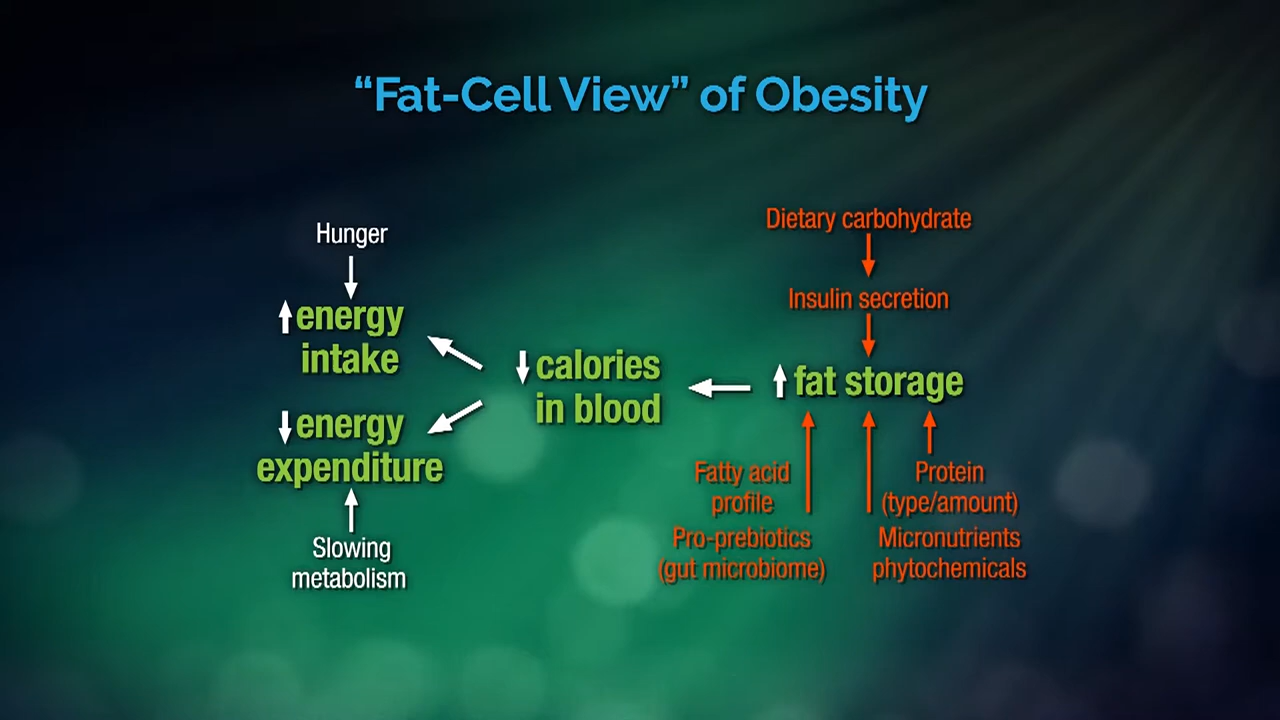 “Fat-Cell View” of Obesity
Hunger
energy
intake
energy
expenditure
Slowing
metabolism
calories
in blood
Dietary carbohydrate
Insulin secretion
fat storage
Fatty acid
profile
Pro-prebiotics
(gut microbiome)
Protein
(type/amount)
Micronutrients
phytochemicals